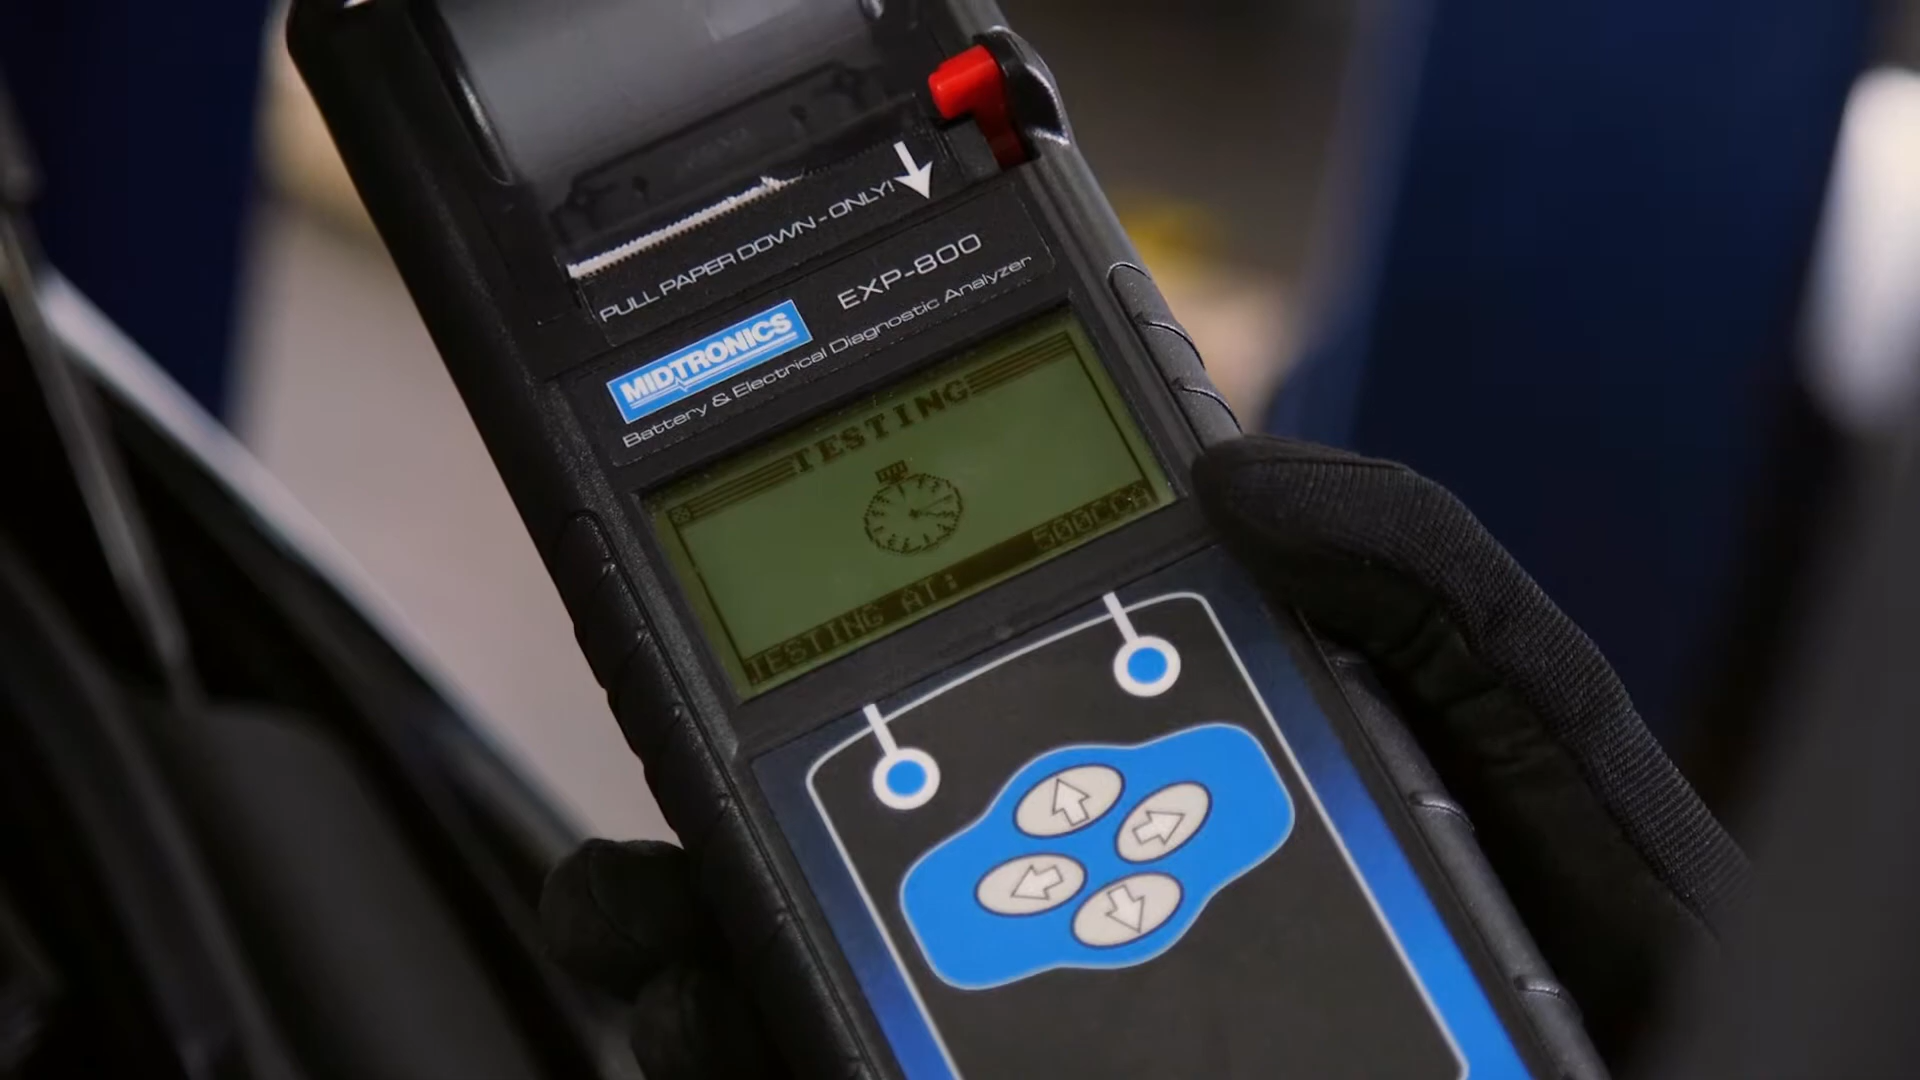 PULL PAPER DOWN - ONLY!
EXP-800
MIDTRONICS
Battery & Electrical Diagnostic Analyzer
TESTING
TESTING AT: 500CCA